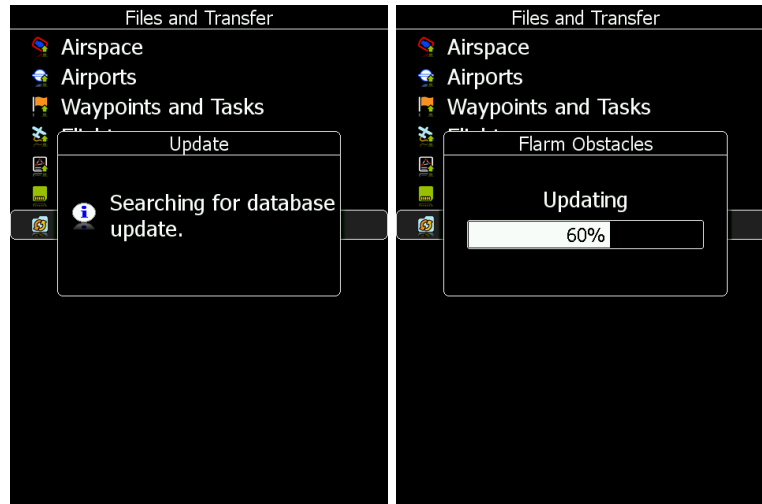 Files and Transfer
Airspace
Airports
Waypoints and Tasks
Update
Searching for database
update.
Files and Transfer
Airspace
Airports
Waypoints and Tasks
Flarm Obstacles
Updating
60%